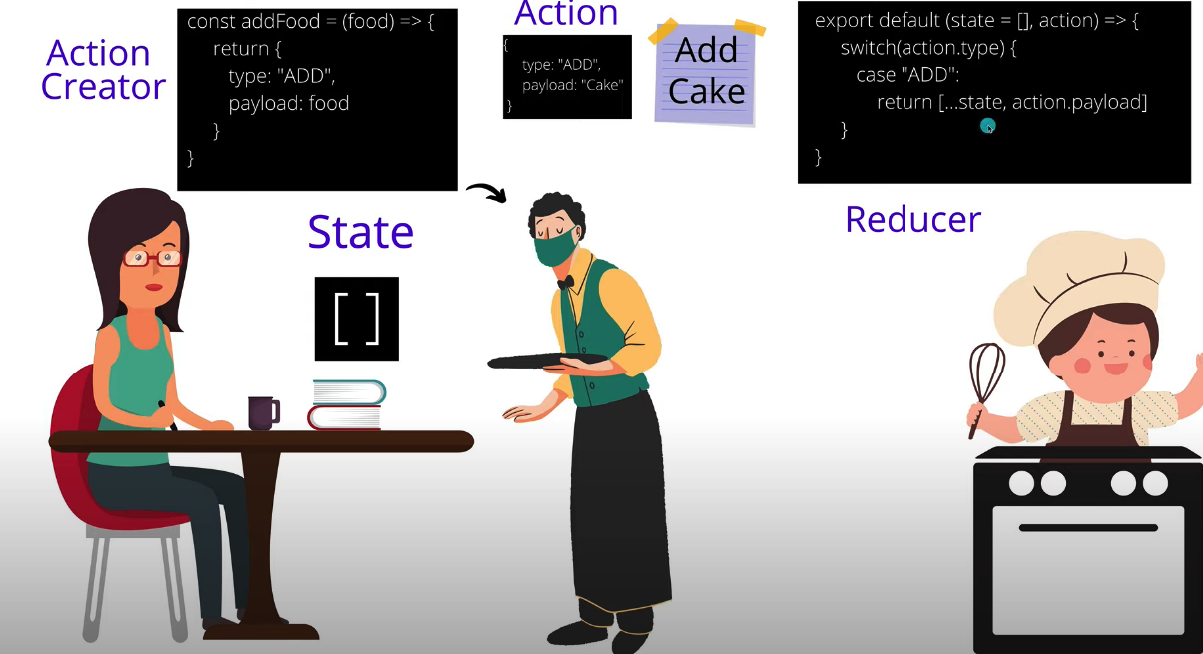 Action
Creator
const addFood = (food) => {
return {
type: "ADD",
payload: food
}
}
Action
{
type: "ADD",
payload: "Cake"
}
Add
Cake
export default (state = [], action) => {
switch(action.type) {
case "ADD":
return [...state, action.payload]
}
}
State
[ ]
Reducer